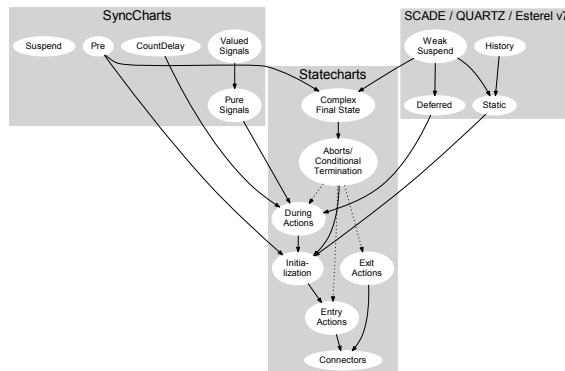 SyncCharts
SCADE / QUARTZ / Esterel v7
Suspend
Pre
CountDelay
Valued
Signals
Weak
Suspend
History
Statecharts
Pure
Signals
Complex
Final State
Deferred
Static
Aborts/
Conditional
Termination
During
Actions
Initia-
lization
Exit
Actions
Entry
Actions
Connectors